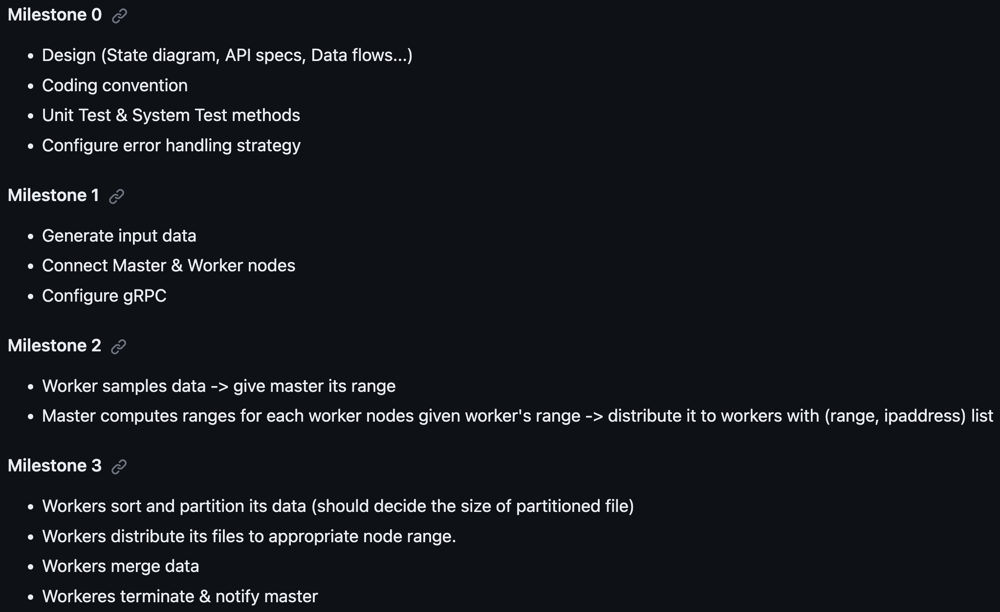 Milestone 0
Design (State diagram, API specs, Data flows...)
Coding convention
Unit Test & System Test methods
Configure error handling strategy
Milestone 1
Generate input data
Connect Master & Worker nodes
Configure gRPC
Milestone 2
Worker samples data -> give master its range
Master computes ranges for each worker nodes given worker's range -> distribute it to workers with (range, ipaddress) list
Milestone 3
Workers sort and partition its data (should decide the size of partitioned file)
Workers distribute its files to appropriate node range.
Workers merge data
Workeres terminate & notify master